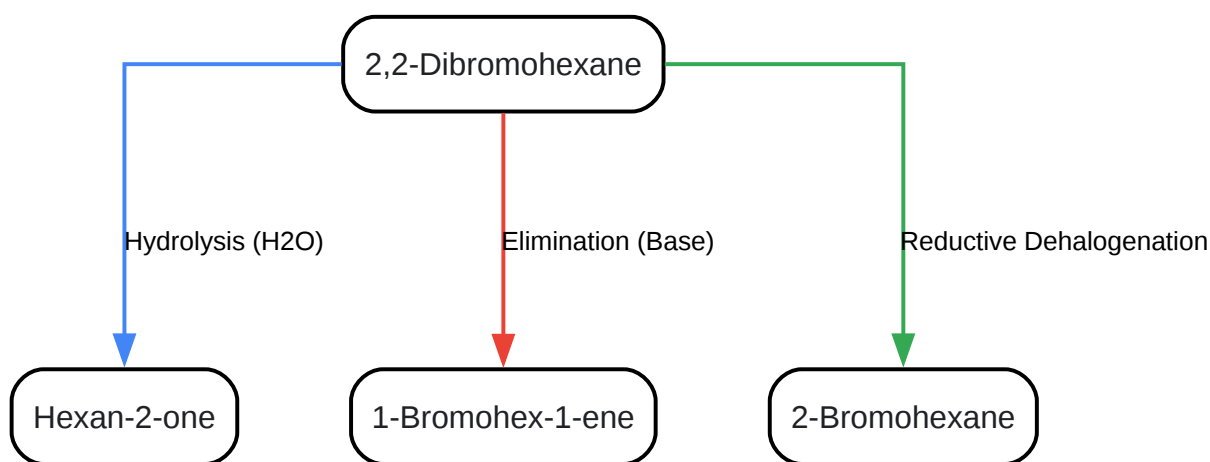 2,2-Dibromohexane
Hydrolysis (H2O)
Elimination (Base)
Reductive Dehalogenation
Hexan-2-one
1-Bromohex-1-ene
2-Bromohexane